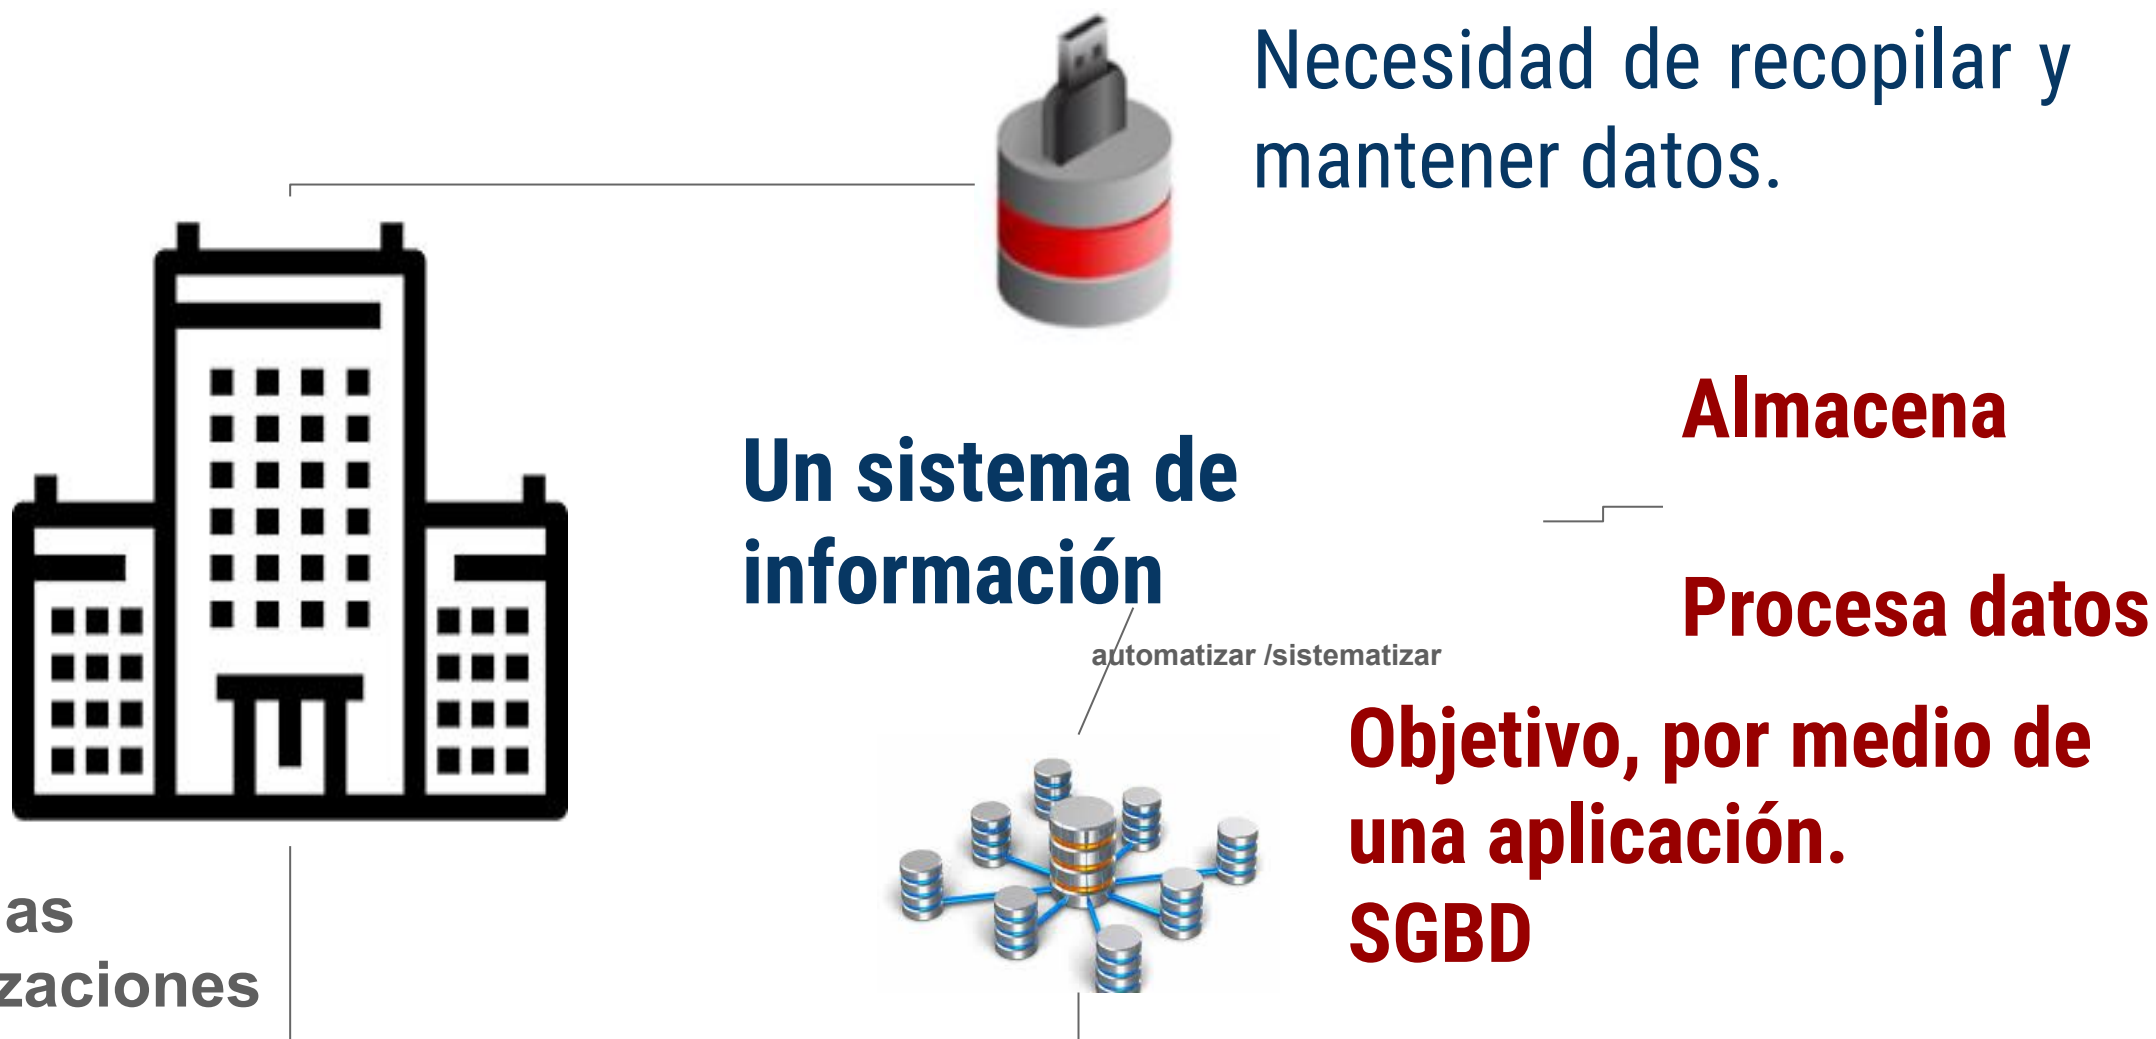 Necesidad de recopilar y
mantener datos.
Almacena
Un sistema de
información
Procesa datos
automatizar /sistematizar
Objetivo, por medio de
una aplicación.
SGBD
as
zaciones